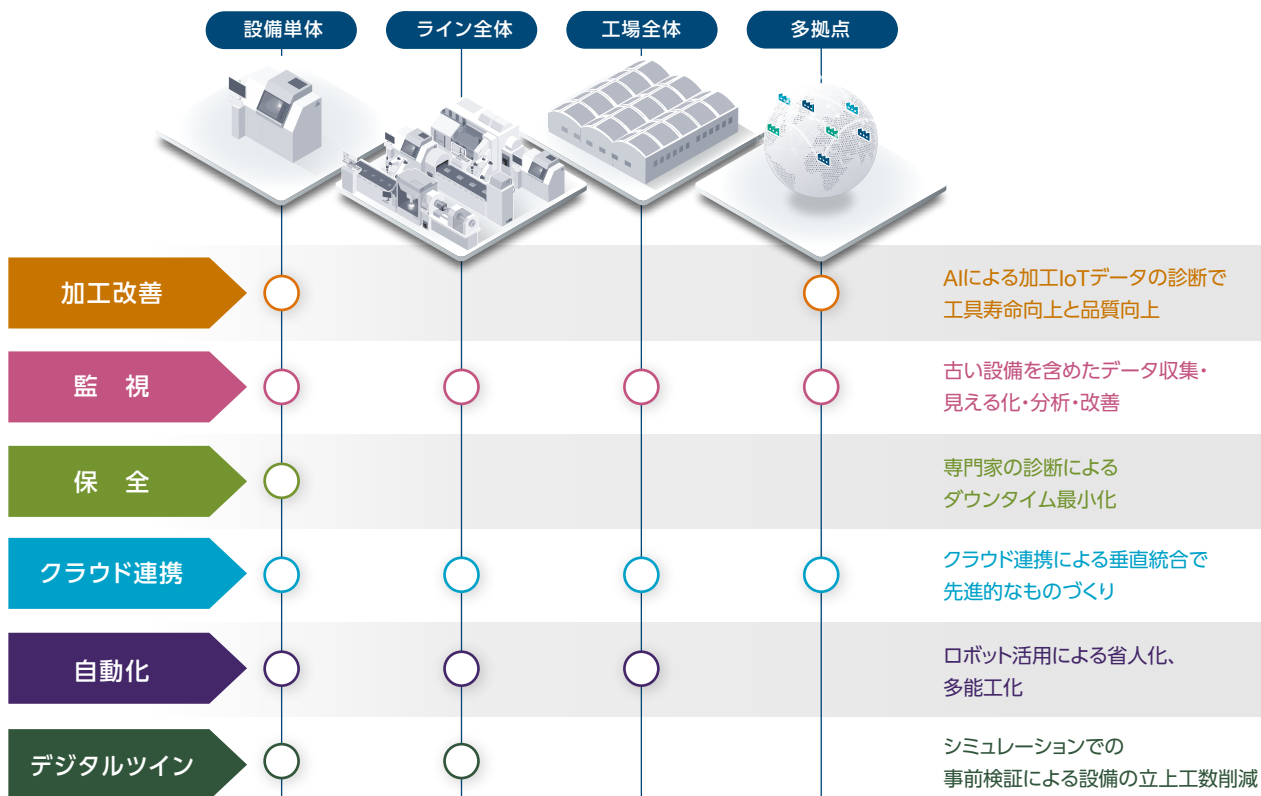 設備単体
ライン全体
工場全体
多拠点
加工改善
AIによる加工IoTデータの診断で
工具寿命向上と品質向上
監　視
古い設備を含めたデータ収集・
見える化・分析・改善
保　全
専門家の診断による
ダウンタイム最小化
クラウド連携
クラウド連携による垂直統合で
先進的なものづくり
自動化
ロボット活用による省人化、
多能工化
デジタルツイン
シミュレーションでの
事前検証による設備の立上工数削減